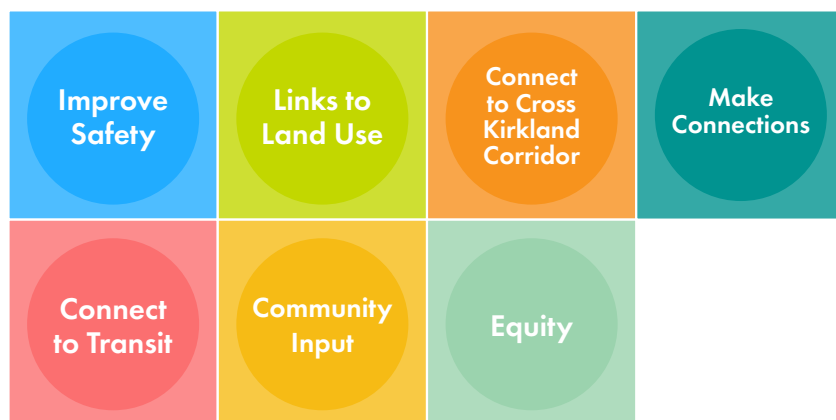 Improve
Safety
Links to
Land Use
Connect
to Cross
Kirkland
Corridor
Make
Connections
Connect
to Transit
Community
Input
Equity